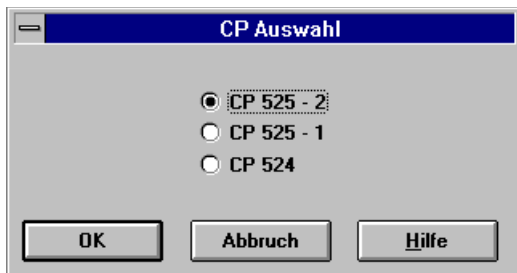 CP Auswahl
CP 525 - 2
CP 525 - 1
CP 524
OK Abbruch Hilfe